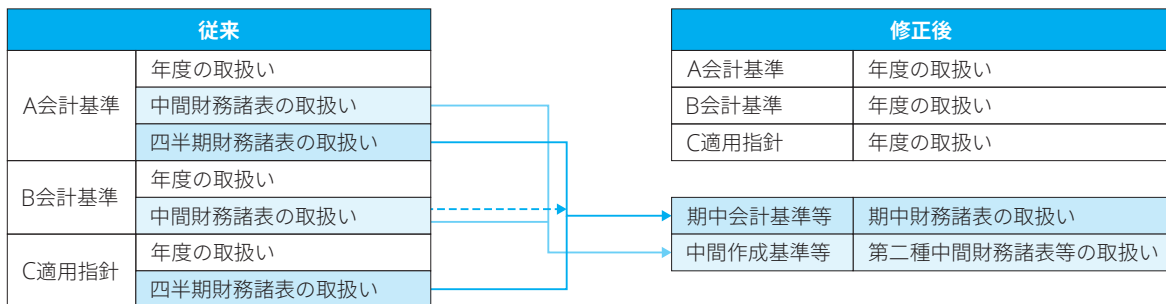 従来
A会計基準
年度の取扱い
中間財務諸表の取扱い
四半期財務諸表の取扱い
B会計基準
年度の取扱い
中間財務諸表の取扱い
C適用指針
年度の取扱い
四半期財務諸表の取扱い
修正後
A会計基準 年度の取扱い
B会計基準 年度の取扱い
C適用指針 年度の取扱い
期中会計基準等 期中財務諸表の取扱い
中間作成基準等 第二種中間財務諸表等の取扱い